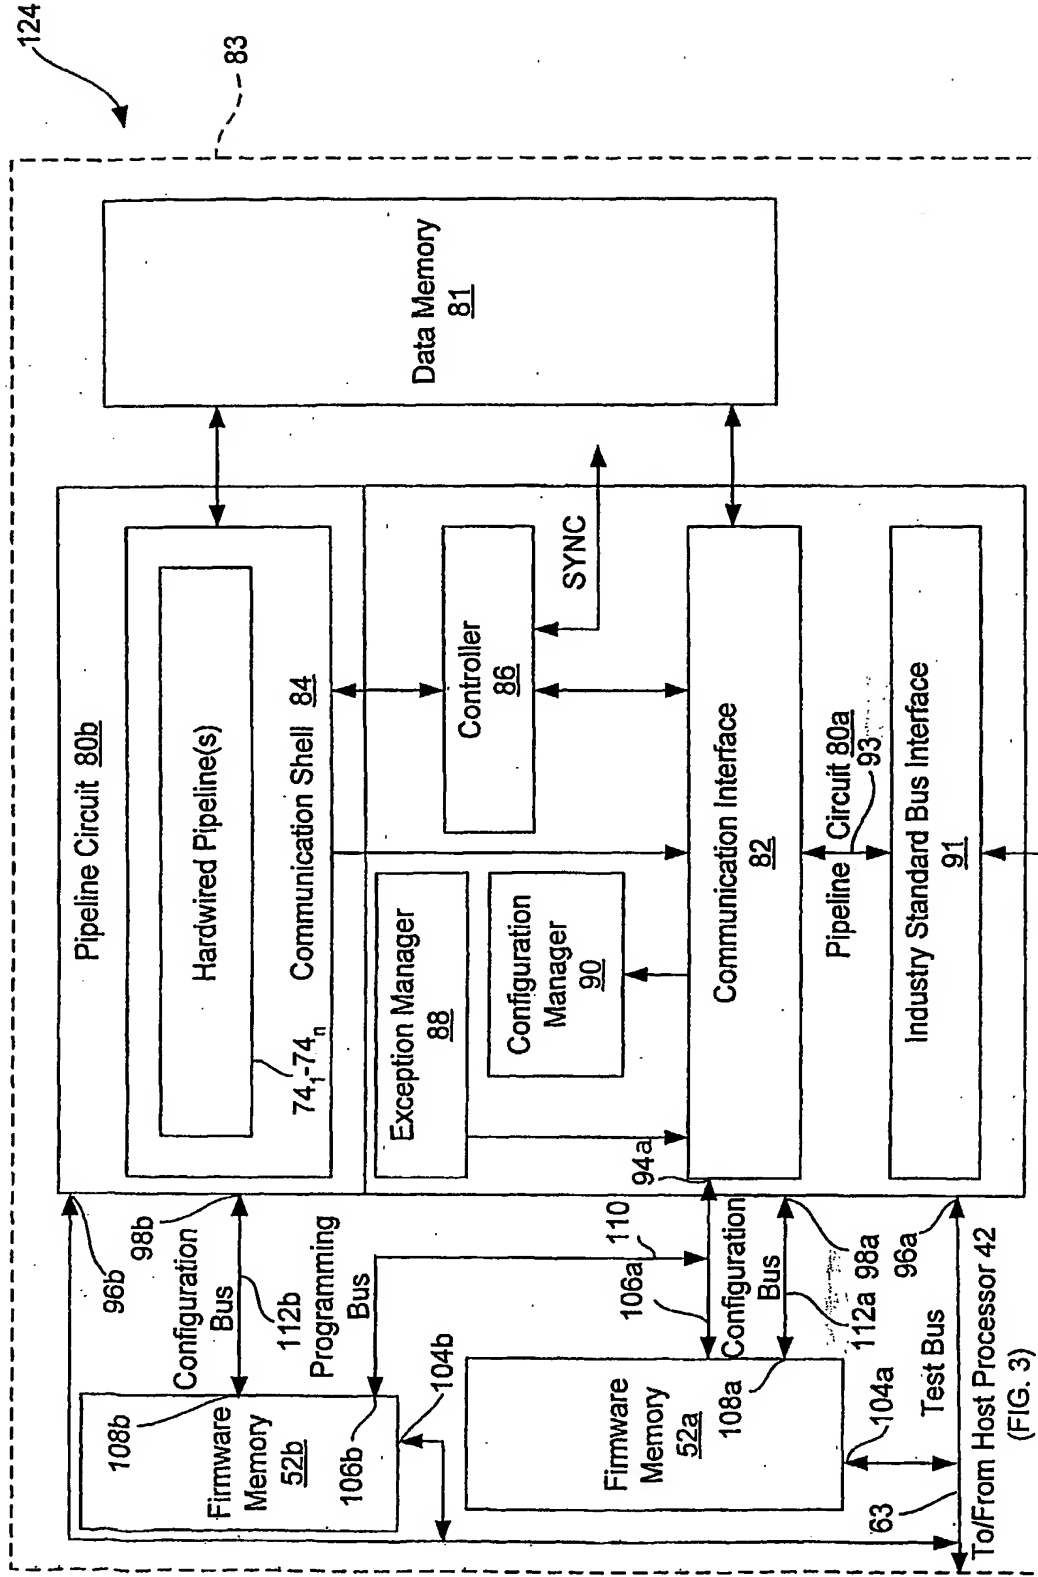 124
83
Data Memory
81
Pipeline Circuit 80b
Hardwired Pipeline(s)
74₁-74ₙ
Communication Shell 84
Controller
86
SYNC
Exception Manager
88
Configuration
Manager
90
Communication Interface
82
Pipeline Circuit 80a
93
Industry Standard Bus Interface
91
94a
96b
98b
Configuration
Bus
112b
Programming
Bus
110
106a
Configuration
Bus
112a
98a
96a
108b
Firmware
Memory
52b
106b
104b
Firmware
Memory
52a
108a
104a
Test Bus
63
To/From Host Processor 42
(FIG. 3)